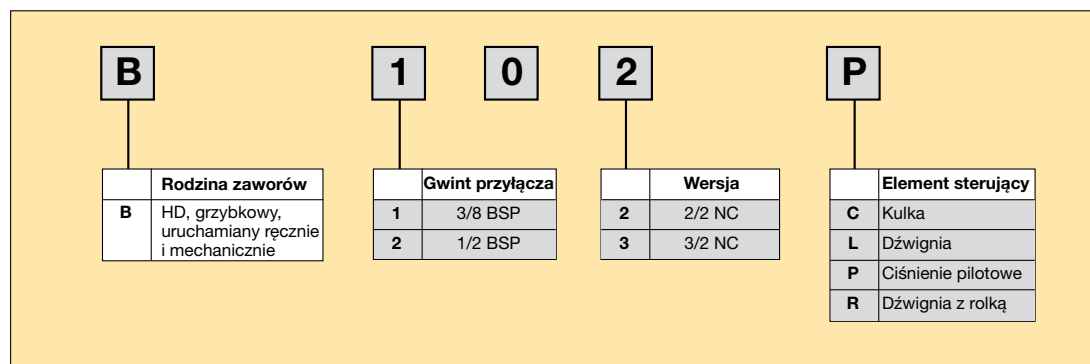 B 1 0 2 P
Rodzina zaworów
B HD, grzybkowy,
uruchamiany ręcznie
i mechanicznie
Gwint przyłącza
1 3/8 BSP
2 1/2 BSP
Wersja
2 2/2 NC
3 3/2 NC
Element sterujący
C Kulka
L Dźwignia
P Ciśnienie pilotowe
R Dźwignia z rolką